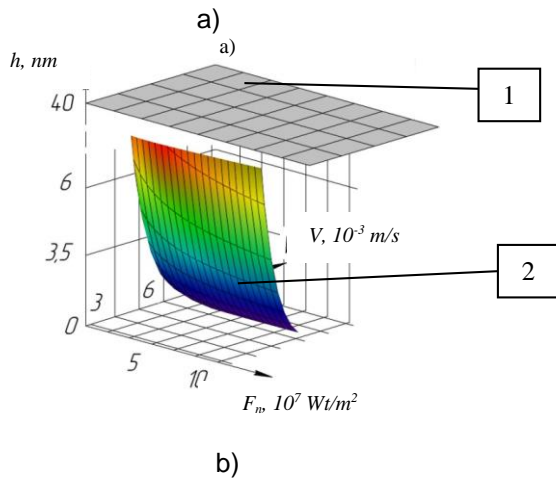 a)
a)
h, nm
1
40
6
V, 10⁻³ m/s
3,5
2
3
6
0
5
10
Fₙ, 10⁷ Wt/m²
b)